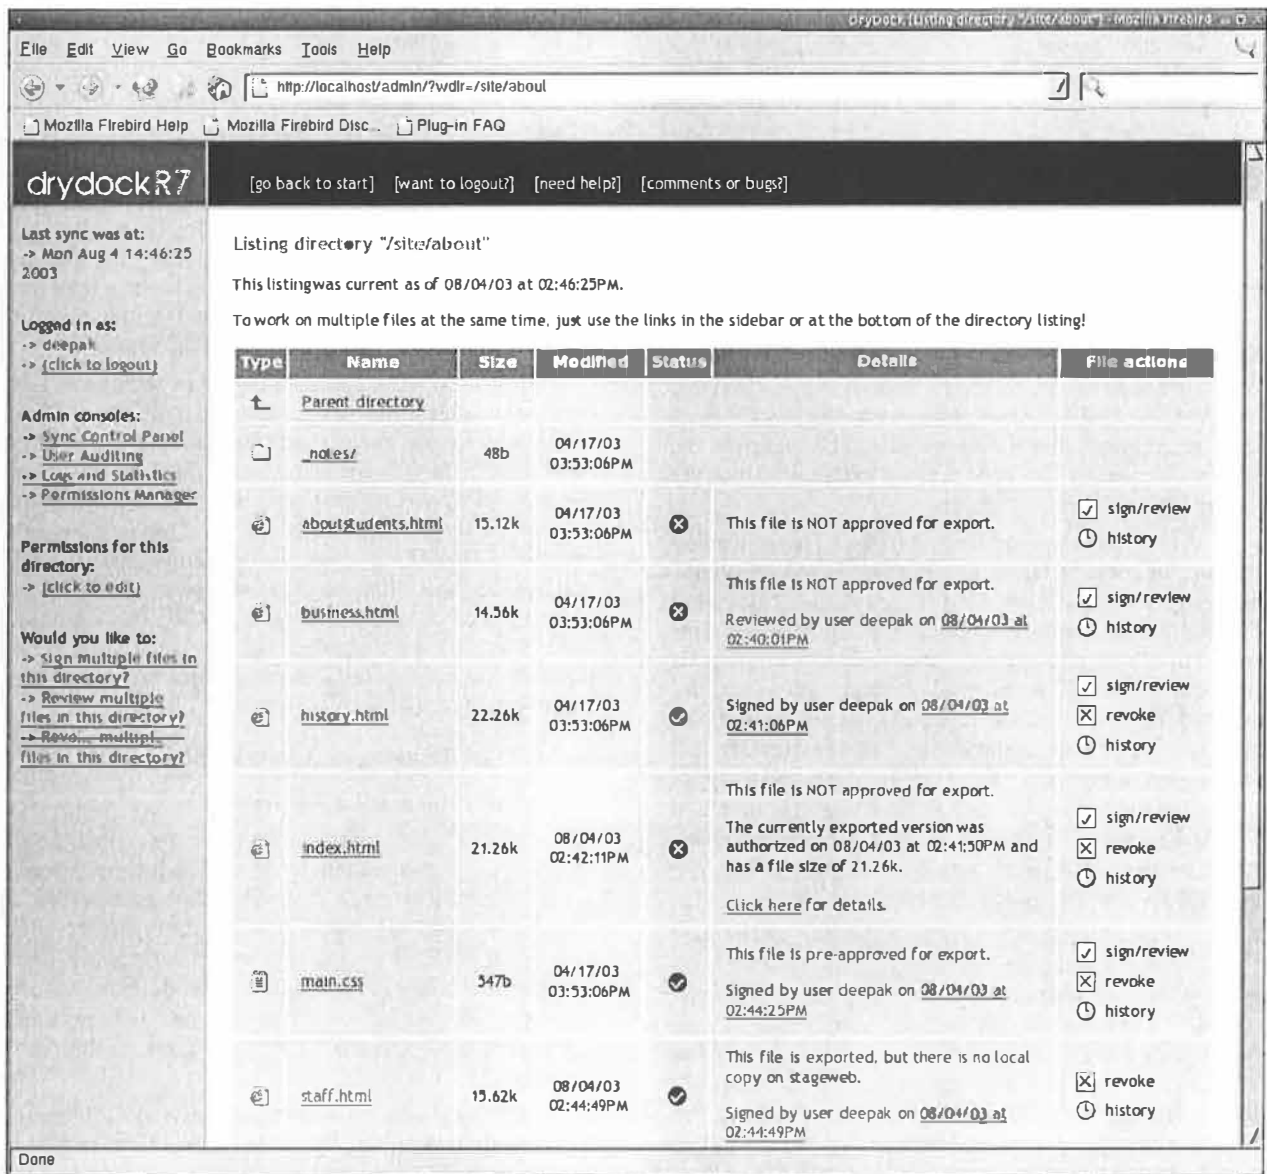 drydock [Listing directory "/site/about"] - Mozilla Firebird
File Edit View Go Bookmarks Tools Help
http://localhost/admin/?wdir=/site/about
Mozilla Firebird Help Mozilla Firebird Disc... Plug-in FAQ
drydockR7
[go back to start] [want to logout?] [need help?] [comments or bugs?]
Last sync was at:
-> Mon Aug 4 14:46:25
2003
Logged in as:
-> deepak
-> (click to logout)
Admin consoles:
-> Sync Control Panel
-> User Auditing
-> Logs and Statistics
-> Permissions Manager
Permissions for this
directory:
-> (click to edit)
Would you like to:
-> Sign multiple files in
this directory?
-> Review multiple
files in this directory?
-> multiple
files in this directory?
Listing directory "/site/about"
This listing was current as of 08/04/03 at 02:46:25PM.
To work on multiple files at the same time, just use the links in the sidebar or at the bottom of the directory listing!
Type Name Size Modified Status Details File actions
Parent directory
_notes/ 48b 04/17/03
03:53:06PM
aboutstudents.html 15.12k 04/17/03
03:53:06PM
This file is NOT approved for export.
sign/review
history
business.html 14.56k 04/17/03
03:53:06PM
This file is NOT approved for export.
Reviewed by user deepak on 08/04/03 at
02:40:01PM
sign/review
history
history.html 22.26k 04/17/03
03:53:06PM
Signed by user deepak on 08/04/03 at
02:41:06PM
sign/review
revoke
history
index.html 21.26k 08/04/03
02:42:11PM
This file is NOT approved for export.
The currently exported version was
authorized on 08/04/03 at 02:41:50PM and
has a file size of 21.26k.
Click here for details.
sign/review
revoke
history
main.css 547b 04/17/03
03:53:06PM
This file is pre-approved for export.
Signed by user deepak on 08/04/03 at
02:44:25PM
sign/review
revoke
history
staff.html 15.62k 08/04/03
02:44:49PM
This file is exported, but there is no local
copy on stageweb.
Signed by user deepak on 08/04/03 at
02:44:49PM
revoke
history
Done